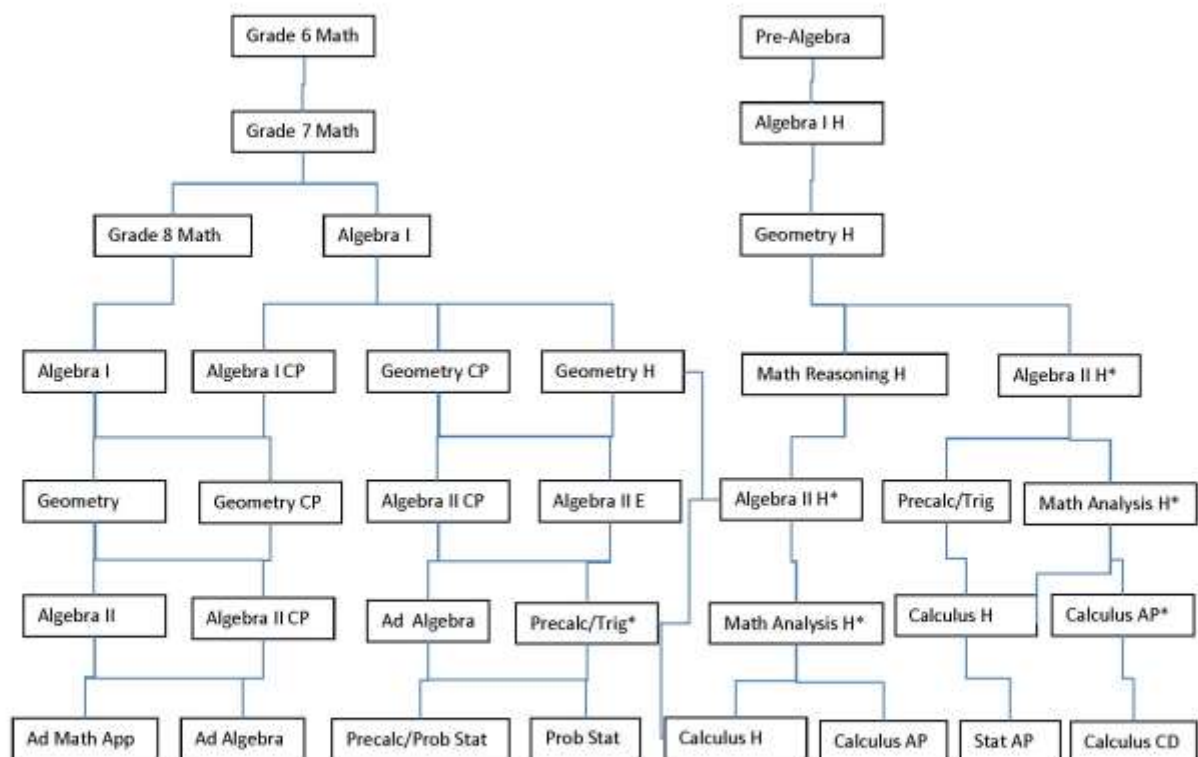 Grade 6 Math
Pre-Algebra
Grade 7 Math
Algebra I H
Grade 8 Math
Algebra I
Geometry H
Algebra I
Algebra I CP
Geometry CP
Geometry H
Math Reasoning H
Algebra II H*
Geometry
Geometry CP
Algebra II CP
Algebra II E
Algebra II H*
Precalc/Trig
Math Analysis H*
Algebra II
Algebra II CP
Ad Algebra
Precalc/Trig*
Math Analysis H*
Calculus H
Calculus AP*
Ad Math App
Ad Algebra
Precalc/Prob Stat
Prob Stat
Calculus H
Calculus AP
Stat AP
Calculus CD